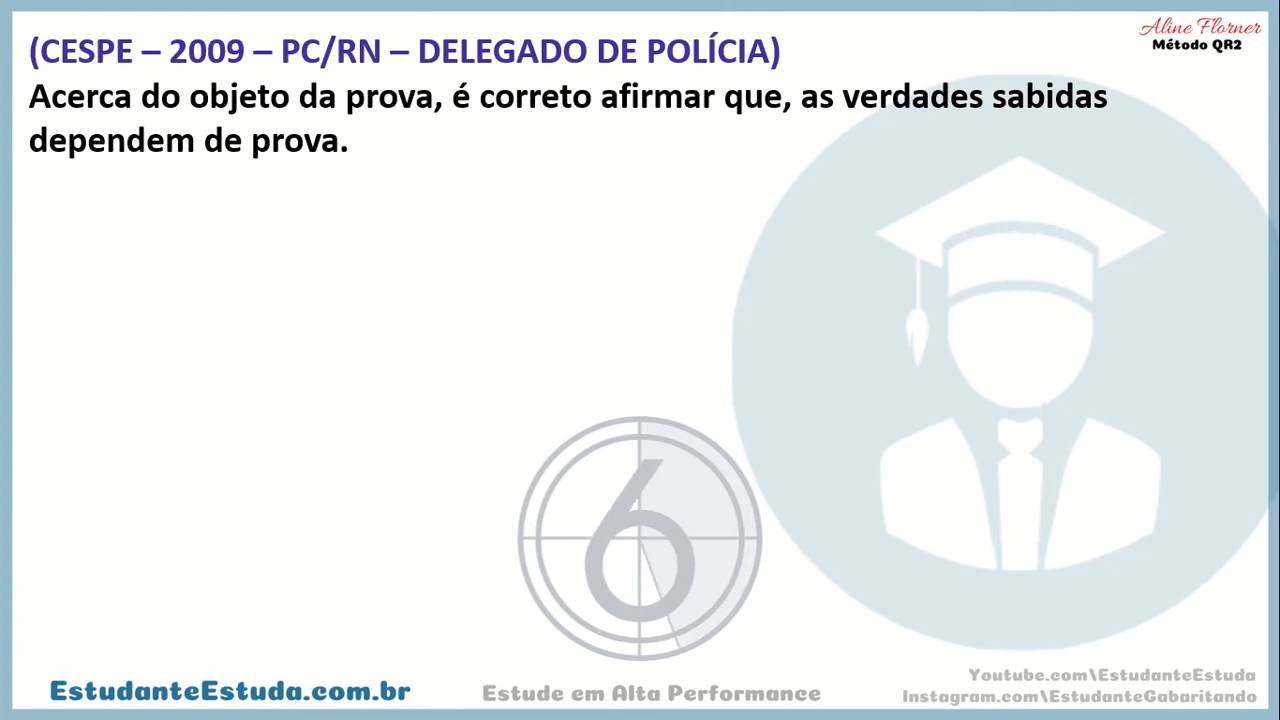 Aline Florner
Método QR2
(CESPE – 2009 – PC/RN – DELEGADO DE POLÍCIA)
Acerca do objeto da prova, é correto afirmar que, as verdades sabidas
dependem de prova.
6
EstudanteEstuda.com.br
Estude em Alta Performance
Youtube.com\EstudanteEstuda
Instagram.com\EstudanteGabaritando